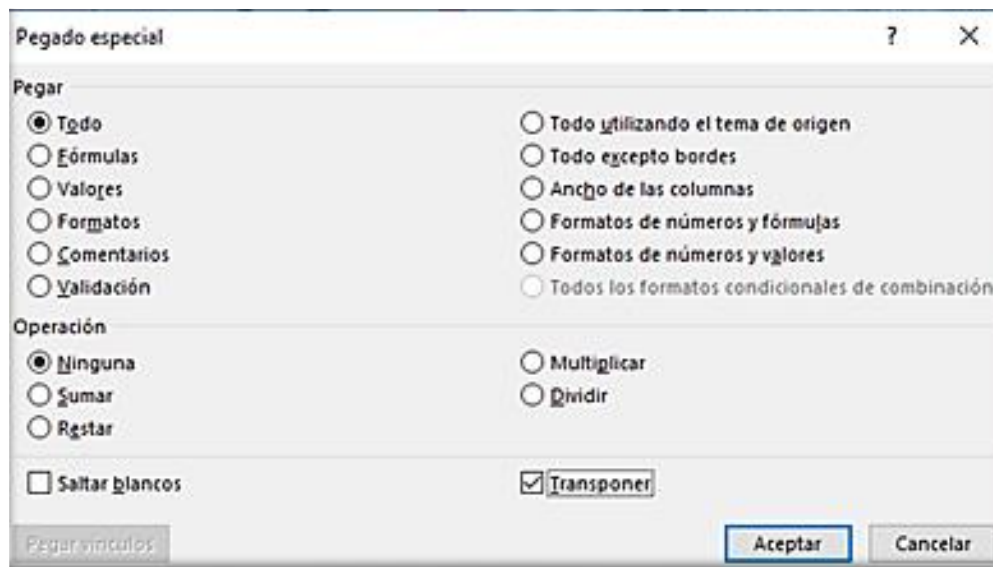 Pegado especial ? X
Pegar
Todo
Fórmulas
Valores
Formatos
Comentarios
Validación
Todo utilizando el tema de origen
Todo excepto bordes
Ancho de las columnas
Formatos de números y fórmulas
Formatos de números y valores
Todos los formatos condicionales de combinación
Operación
Ninguna
Sumar
Restar
Multiplicar
Dividir
Saltar blancos
Transponer
Pegar vínculos
Aceptar
Cancelar